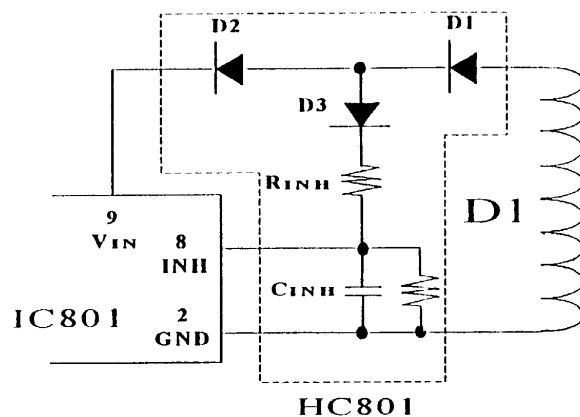 D2
D1
D3
RINH
D1
9
VIN
8
INH
CINH
IC801
2
GND
HC801